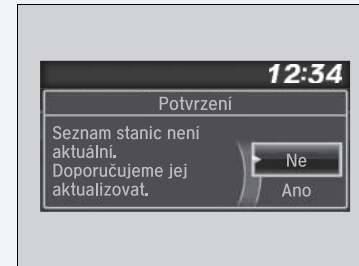 12:34
Potvrzení
Seznam stanic není
aktuální.
Doporučujeme jej
aktualizovat.
Ne
Ano